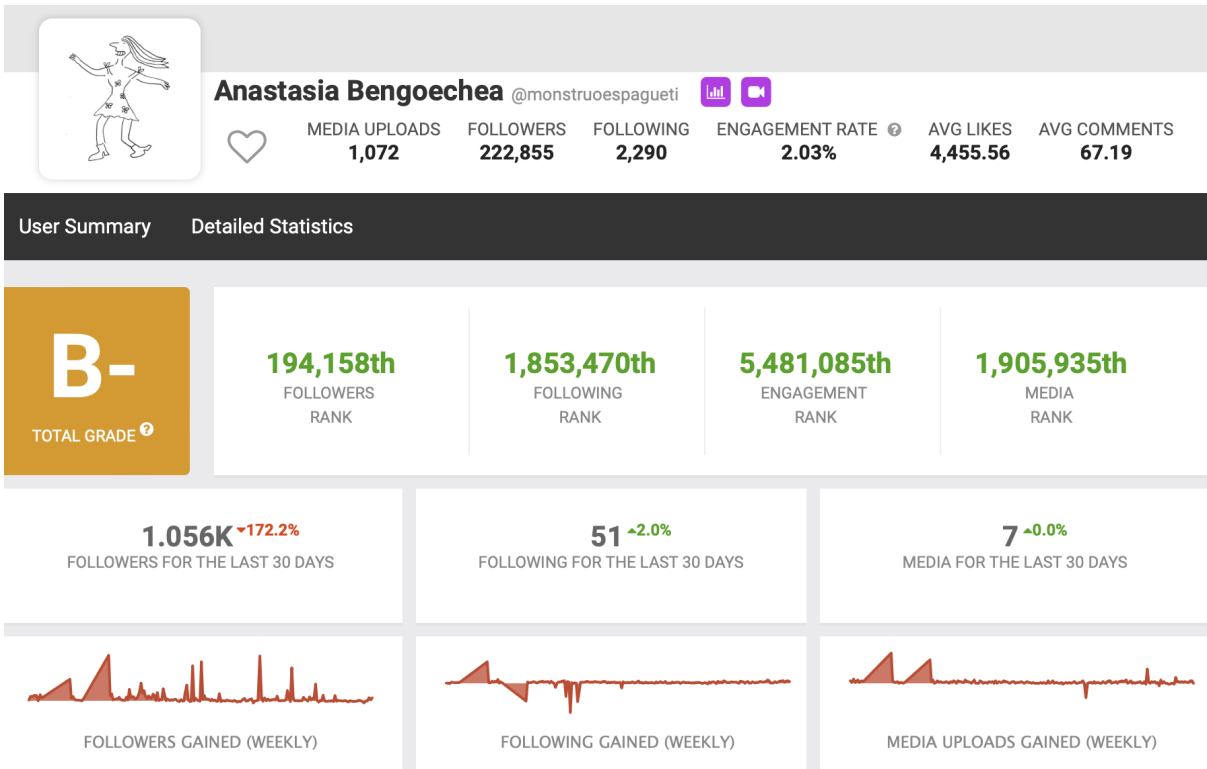 Anastasia Bengoechea @monstruoespagueti
MEDIA UPLOADS FOLLOWERS FOLLOWING ENGAGEMENT RATE AVG LIKES AVG COMMENTS
1,072 222,855 2,290 2.03% 4,455.56 67.19
User Summary Detailed Statistics
B-
TOTAL GRADE
194,158th 1,853,470th 5,481,085th 1,905,935th
FOLLOWERS FOLLOWING ENGAGEMENT MEDIA
RANK RANK RANK RANK
1.056K 172.2% 51 2.0% 7 0.0%
FOLLOWERS FOR THE LAST 30 DAYS FOLLOWING FOR THE LAST 30 DAYS MEDIA FOR THE LAST 30 DAYS
FOLLOWERS GAINED (WEEKLY) FOLLOWING GAINED (WEEKLY) MEDIA UPLOADS GAINED (WEEKLY)